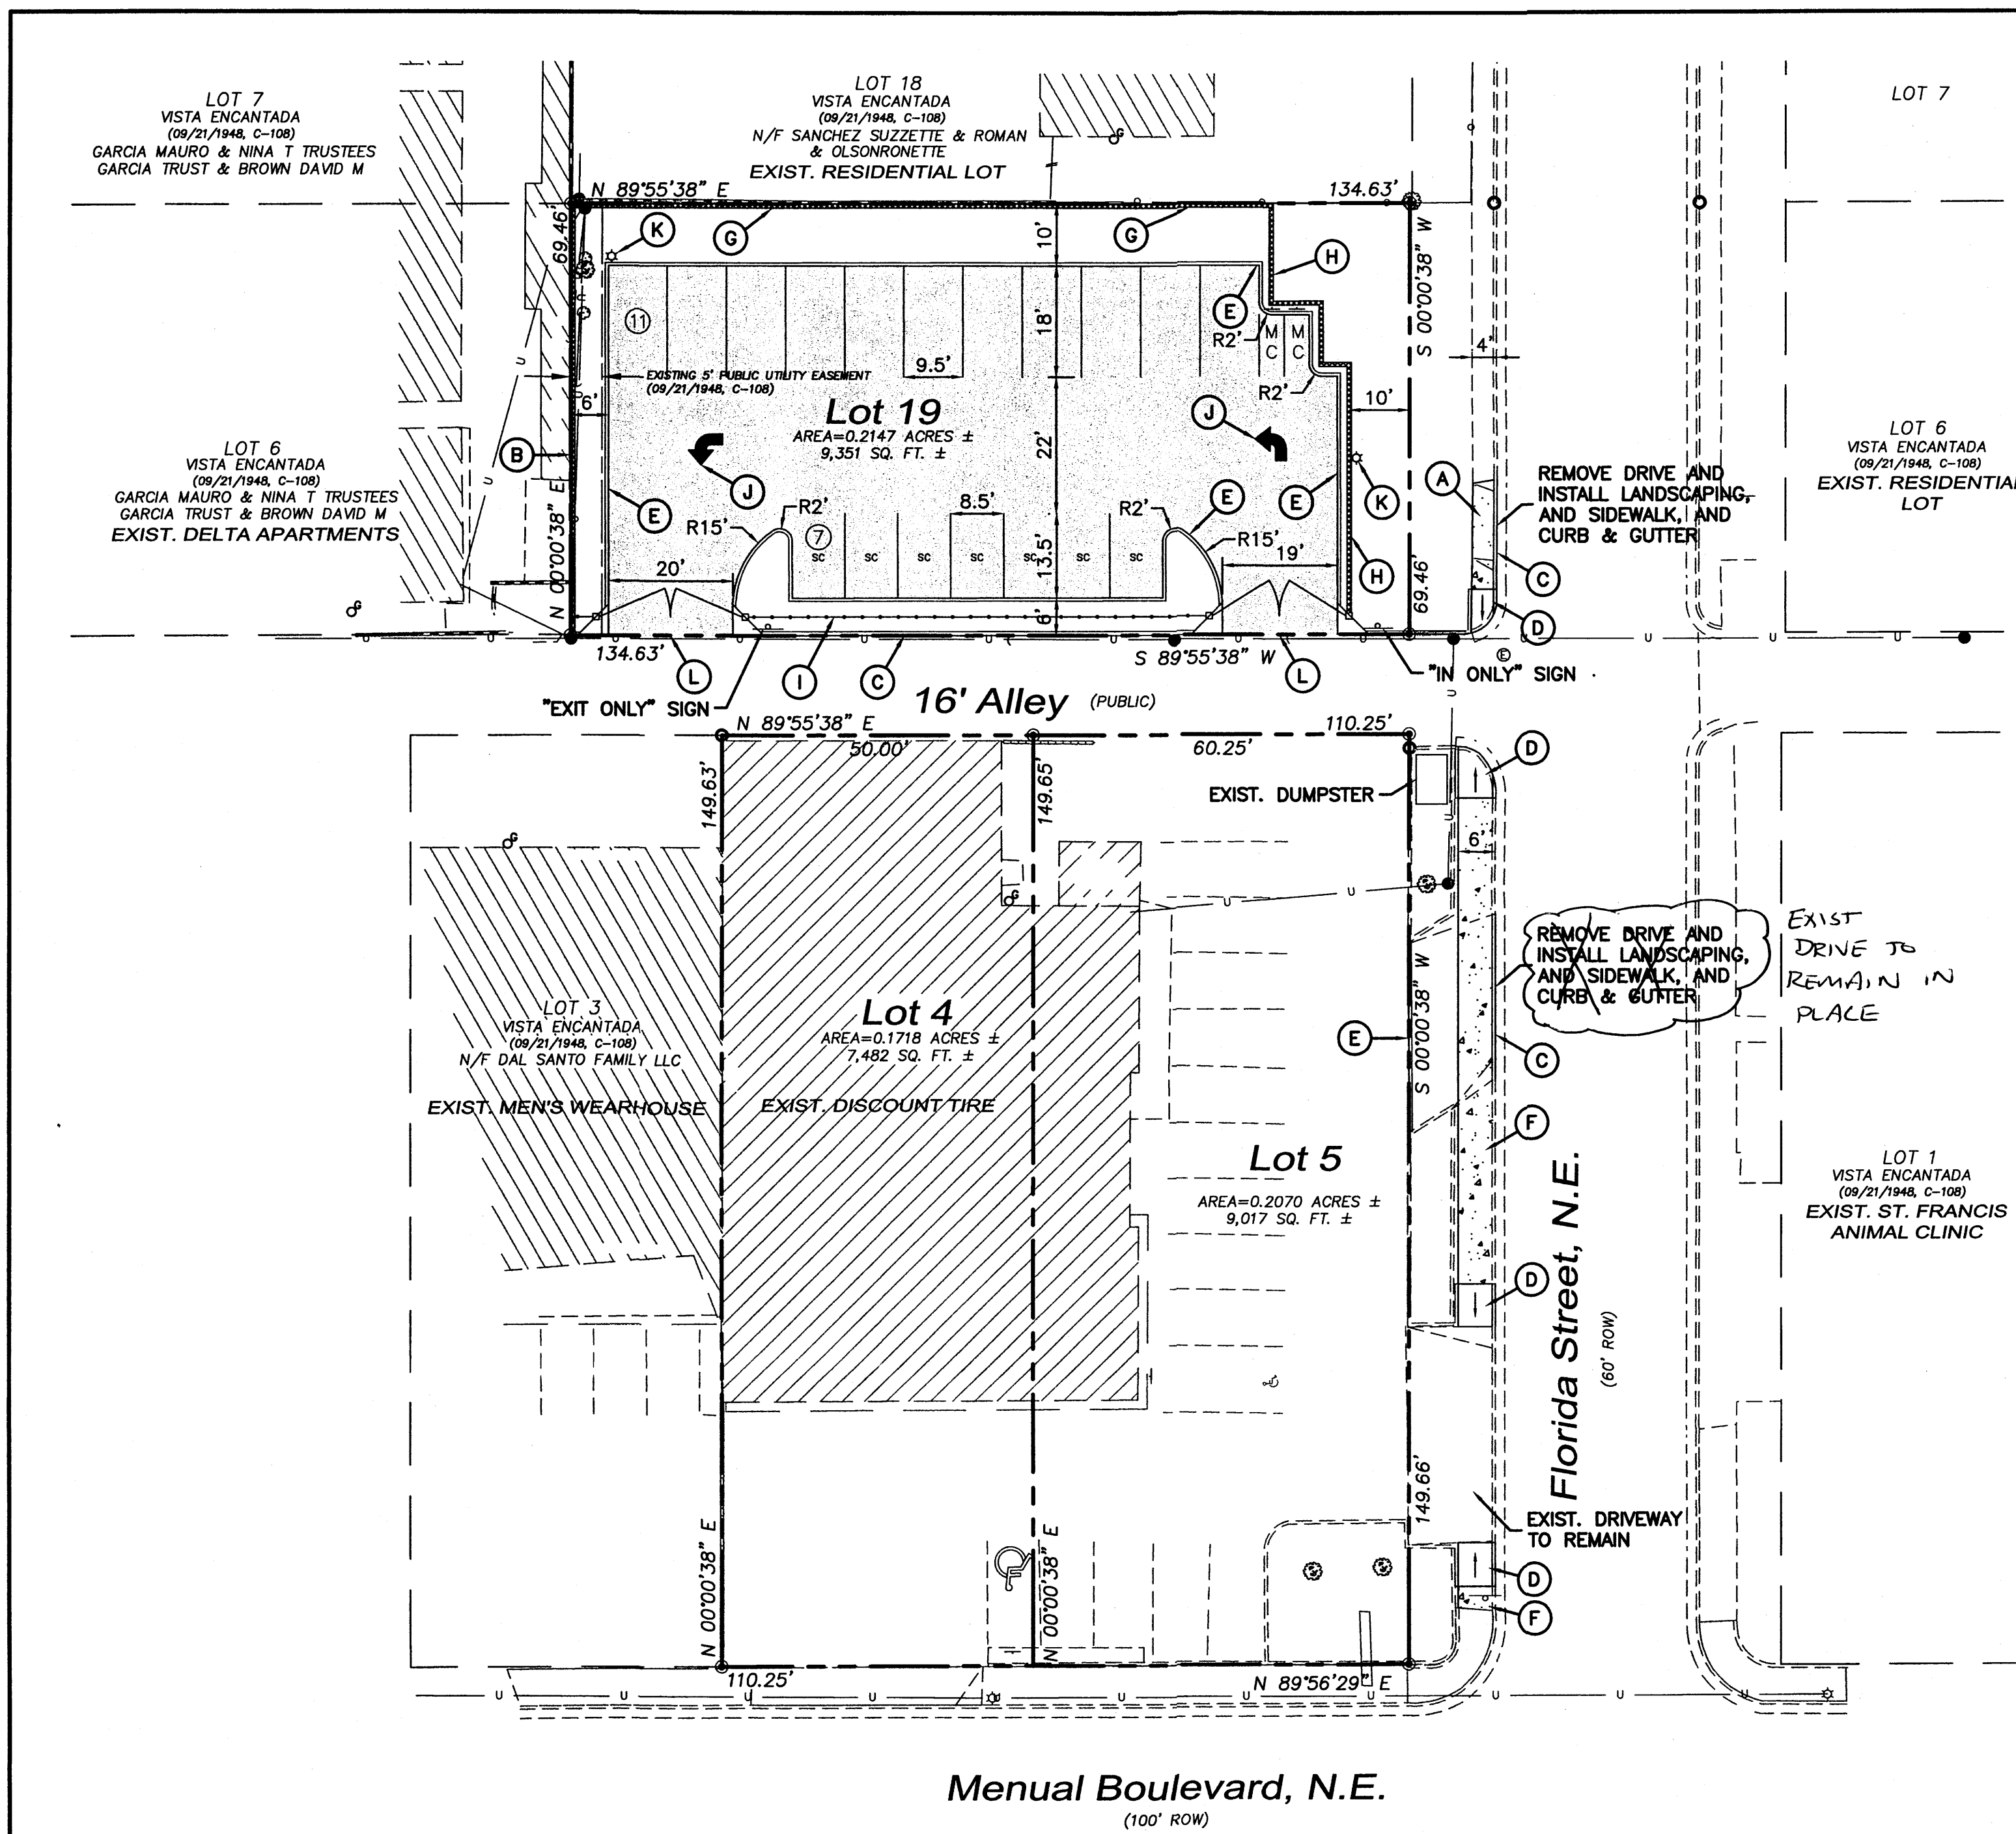 LOT 7
VISTA ENCANTADA
(09/21/1948, C-108)
GARCIA MAURO & NINA T TRUSTEES
GARCIA TRUST & BROWN DAVID M
LOT 18
VISTA ENCANTADA
(09/21/1948, C-108)
N/F SANCHEZ SUZZETTE & ROMAN
& OLSONRONETTE
EXIST. RESIDENTIAL LOT
G
LOT 7
N 89°55'38" E
134.63'
69.46'
K
G
10'
G
H
S 00°00'38" W
11
18'
E
R2'
M C
M C
4'
9.5'
EXISTING 5' PUBLIC UTILITY EASEMENT
(09/21/1948, C-108)
6'
R2'
10'
Lot 19
AREA=0.2147 ACRES ±
9,351 SQ. FT. ±
J
J
22'
LOT 6
VISTA ENCANTADA
(09/21/1948, C-108)
GARCIA MAURO & NINA T TRUSTEES
GARCIA TRUST & BROWN DAVID M
EXIST. DELTA APARTMENTS
B
N 00°00'38" E
E
K
A
REMOVE DRIVE AND
INSTALL LANDSCAPING,
AND SIDEWALK, AND
CURB & GUTTER
LOT 6
VISTA ENCANTADA
(09/21/1948, C-108)
EXIST. RESIDENTIAL
LOT
R15'
R2'
7
8.5'
R2'
E
E
R15'
SC
SC
SC
SC
SC
SC
SC
13.5'
20'
19'
H
C
D
G
6'
69.46'
134.63'
S 89°55'38" W
L
I
C
L
E
"EXIT ONLY" SIGN
"IN ONLY" SIGN
16' Alley (PUBLIC)
N 89°55'38" E
110.25'
50.00'
60.25'
149.63'
149.65'
EXIST. DUMPSTER
D
6'
G
G
U
U
REMOVE DRIVE AND
INSTALL LANDSCAPING,
AND SIDEWALK, AND
CURB & GUTTER
EXIST
DRIVE TO
REMAIN IN
PLACE
S 00°00'38" W
E
C
LOT 3
VISTA ENCANTADA
(09/21/1948, C-108)
N/F DAL SANTO FAMILY LLC
EXIST. MEN'S WEARHOUSE
Lot 4
AREA=0.1718 ACRES ±
7,482 SQ. FT. ±
EXIST. DISCOUNT TIRE
F
Lot 5
AREA=0.2070 ACRES ±
9,017 SQ. FT. ±
LOT 1
VISTA ENCANTADA
(09/21/1948, C-108)
EXIST. ST. FRANCIS
ANIMAL CLINIC
D
Florida Street, N.E.
(60' ROW)
149.66'
EXIST. DRIVEWAY
TO REMAIN
N 00°00'38" E
N 00°00'38" E
D
F
110.25'
N 89°56'29" E
U
U
U
U
U
U
U
U
U
Menual Boulevard, N.E.
(100' ROW)